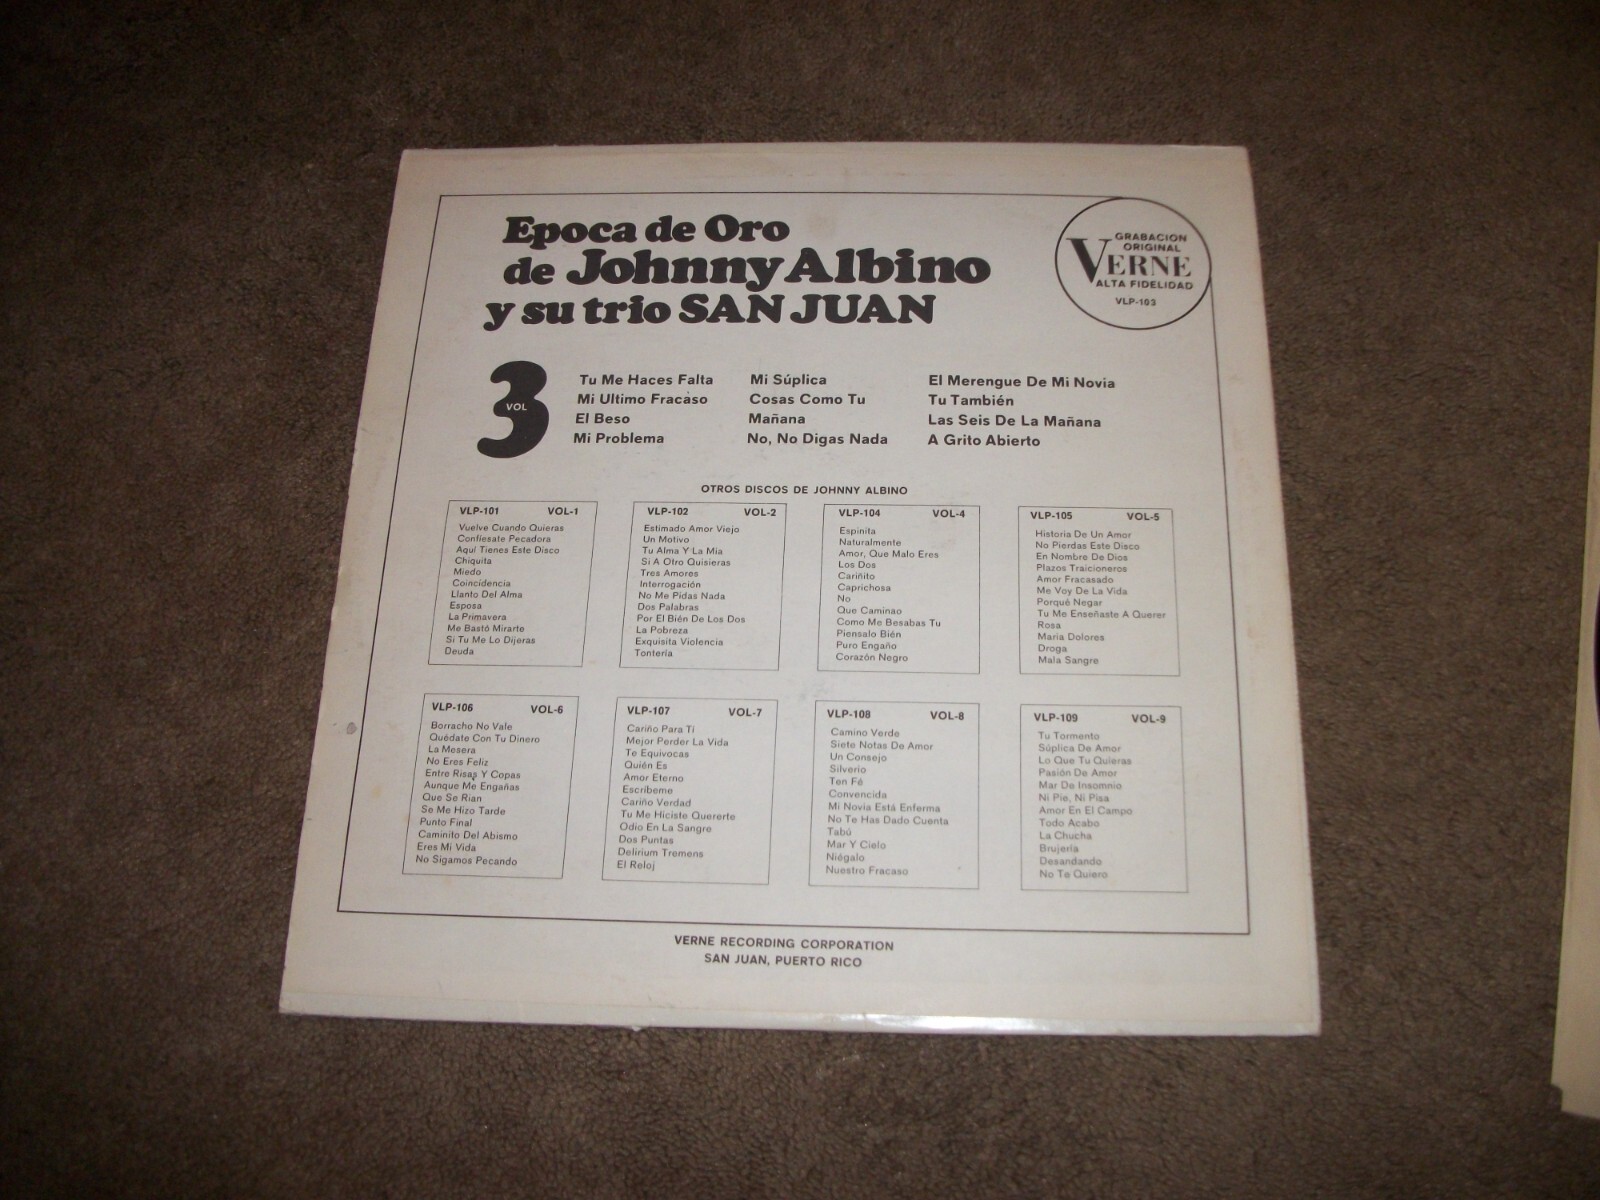 Epoca de Oro
de Johnny Albino
y su trio SAN JUAN
GRABACION
ORIGINAL
VERNE
ALTA FIDELIDAD
VLP-103
3
VOL
Tu Me Haces Falta
Mi Ultimo Fracaso
El Beso
Mi Problema
Mi Súplica
Cosas Como Tu
Mañana
No, No Digas Nada
El Merengue De Mi Novia
Tu También
Las Seis De La Mañana
A Grito Abierto
OTROS DISCOS DE JOHNNY ALBINO
VLP-101 VOL-1
Vuelve Cuando Quieras
Confiesate Pecadora
Aquí Tienes Este Disco
Chiquita
Miedo
Coincidencia
Llanto Del Alma
Esposa
La Primavera
Me Bastó Mirarte
Si Tu Me Lo Dijeras
Deuda
VLP-102 VOL-2
Estimado Amor Viejo
Un Motivo
Tu Alma Y La Mia
Si A Otro Quisieras
Tres Amores
Interrogación
No Me Pidas Nada
Dos Palabras
Por El Bién De Los Dos
La Pobreza
Exquisita Violencia
Tontería
VLP-104 VOL-4
Espinita
Naturalmente
Amor, Que Malo Eres
Los Dos
Cariñito
Caprichosa
No
Que Caminao
Como Me Besabas Tu
Piensalo Bién
Puro Engaño
Corazón Negro
VLP-105 VOL-5
Historia De Un Amor
No Pierdas Este Disco
En Nombre De Dios
Plazos Traicioneros
Amor Fracasado
Me Voy De La Vida
Porqué Negar
Tu Me Enseñaste A Querer
Rosa
Maria Dolores
Droga
Mala Sangre
VLP-106 VOL-6
Borracho No Vale
Quédate Con Tu Dinero
La Mesera
No Eres Feliz
Entre Risas Y Copas
Aunque Me Engañas
Que Se Rian
Se Me Hizo Tarde
Punto Final
Caminito Del Abismo
Eres Mi Vida
No Sigamos Pecando
VLP-107 VOL-7
Cariño Para Ti
Mejor Perder La Vida
Te Equivocas
Quién Es
Amor Eterno
Escribeme
Cariño Verdad
Tu Me Hiciste Quererte
Odio En La Sangre
Dos Puntas
Delirium Tremens
El Reloj
VLP-108 VOL-8
Camino Verde
Siete Notas De Amor
Un Consejo
Silverio
Ten Fé
Convencida
Mi Novia Está Enferma
No Te Has Dado Cuenta
Tabú
Mar Y Cielo
Niégalo
Nuestro Fracaso
VLP-109 VOL-9
Tu Tormento
Súplica De Amor
Lo Que Tu Quieras
Pasión De Amor
Mar De Insomnio
Ni Pie, Ni Pisa
Amor En El Campo
Todo Acabo
La Chucha
Brujería
Desandando
No Te Quiero
VERNE RECORDING CORPORATION
SAN JUAN, PUERTO RICO